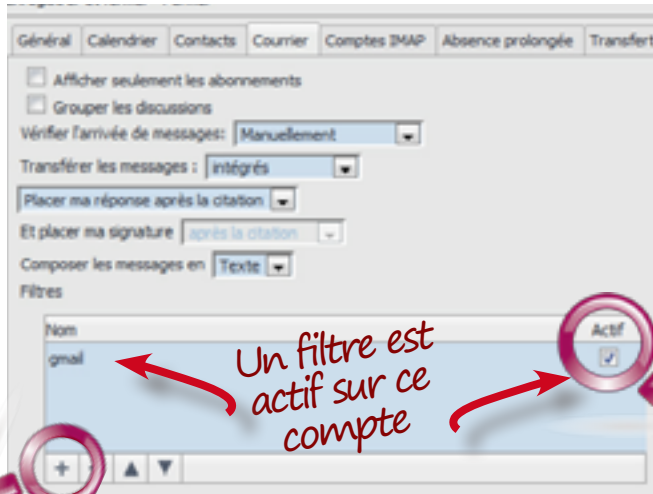 Général Calendrier Contacts Courrier Comptes IMAP Absence prolongée Transfert
Afficher seulement les abonnements
Grouper les discussions
Vérifier l'arrivée de messages: Manuellement
Transférer les messages : intégrés
Placer ma réponse après la citation
Et placer ma signature après la citation
Composer les messages en Texte
Filtres
Nom Actif
gmail
Un filtre est
actif sur ce
compte